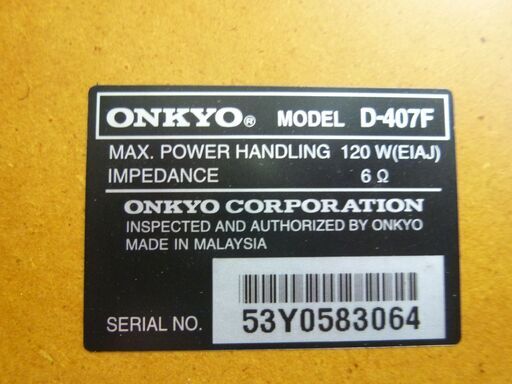 ONKYO® MODEL D-407F
MAX. POWER HANDLING 120 W(EIAJ)
IMPEDANCE 6 Ω
ONKYO CORPORATION
INSPECTED AND AUTHORIZED BY ONKYO
MADE IN MALAYSIA
SERIAL NO. 53Y0583064